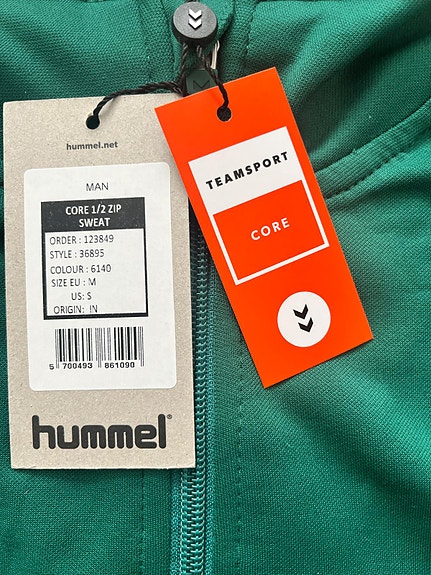 hummel.net
MAN
CORE 1/2 ZIP
SWEAT
ORDER : 123849
STYLE : 36895
COLOUR : 6140
SIZE EU : M
US: S
ORIGIN: IN
5 700493 861090
hummel®
TEAMSPORT
CORE